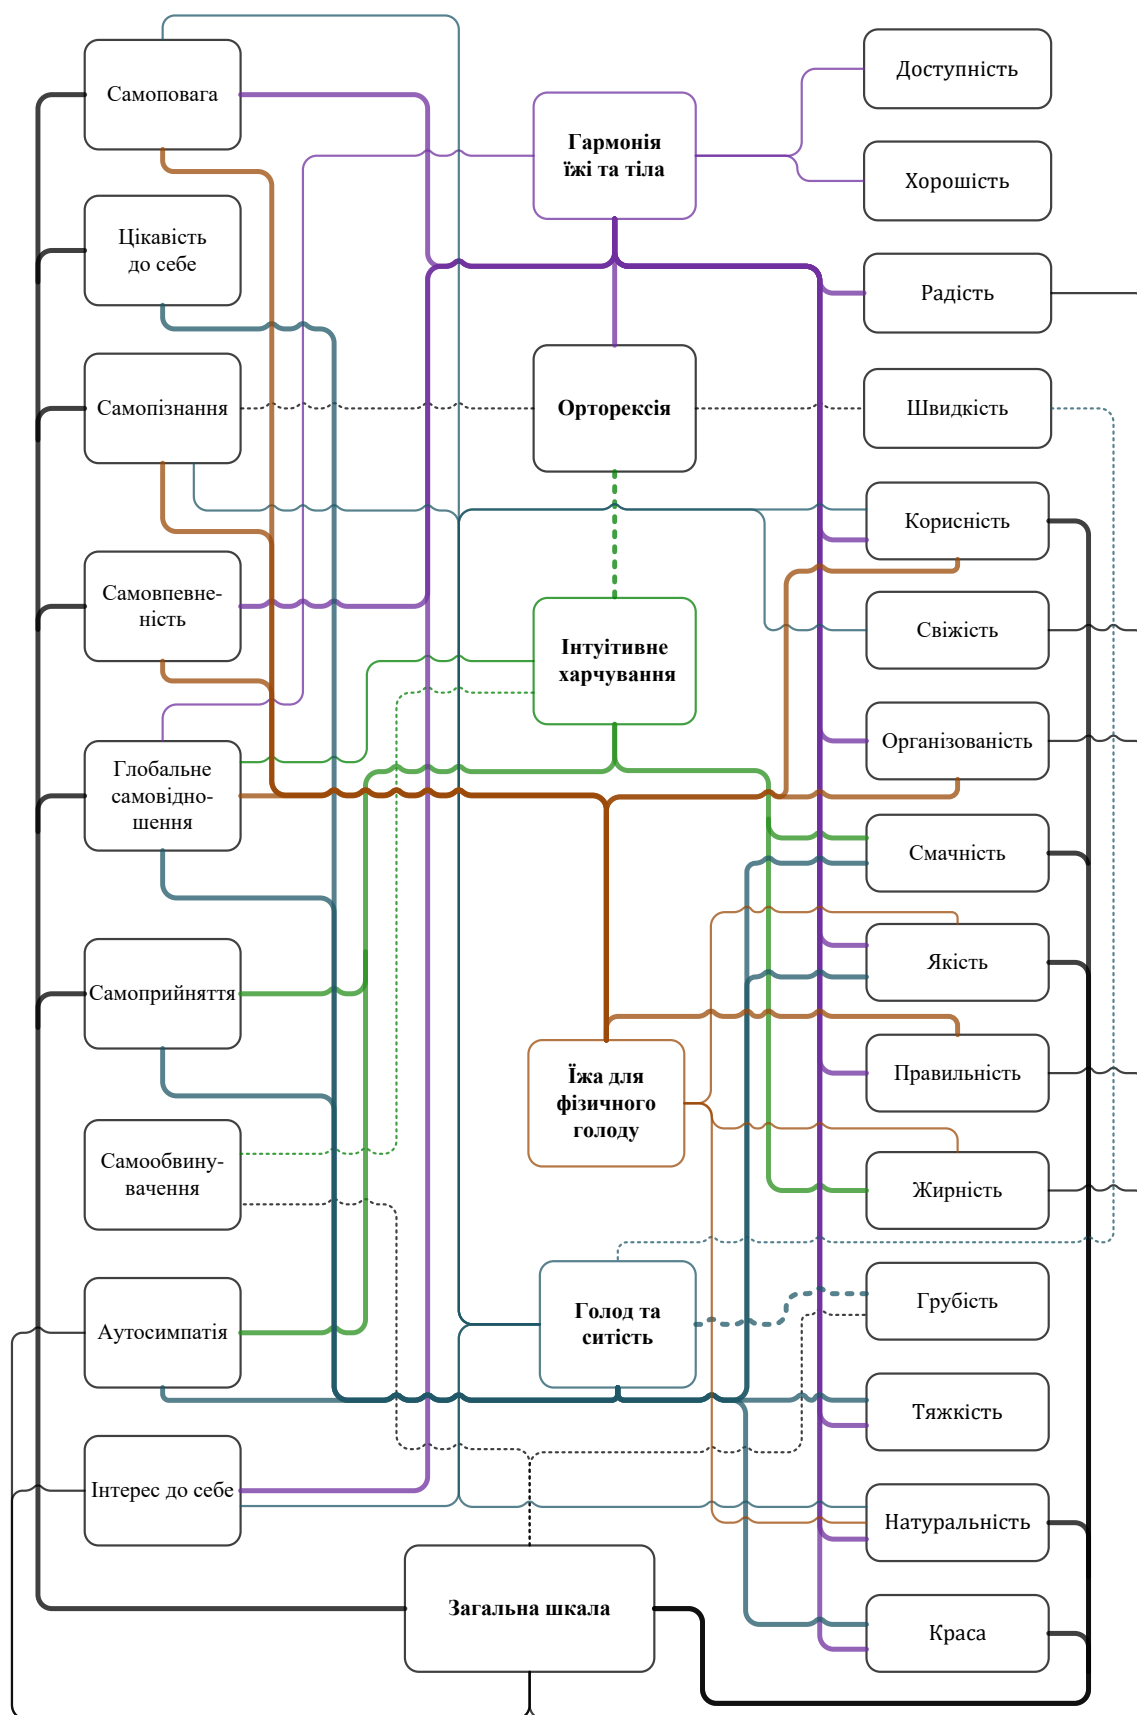 Самоповага
Цікавість
до себе
Самопізнання
Самовпевне-
ність
Глобальне
самовідно-
шення
Самоприйняття
Самообвину-
вачення
Аутосимпатія
Інтерес до себе
Гармонія
їжі та тіла
Орторексія
Інтуїтивне
харчування
Їжа для
фізичного
голоду
Голод та
ситість
Загальна шкала
Доступність
Хорошість
Радість
Швидкість
Корисність
Свіжість
Організованість
Смачність
Якість
Правильність
Жирність
Грубість
Тяжкість
Натуральність
Краса